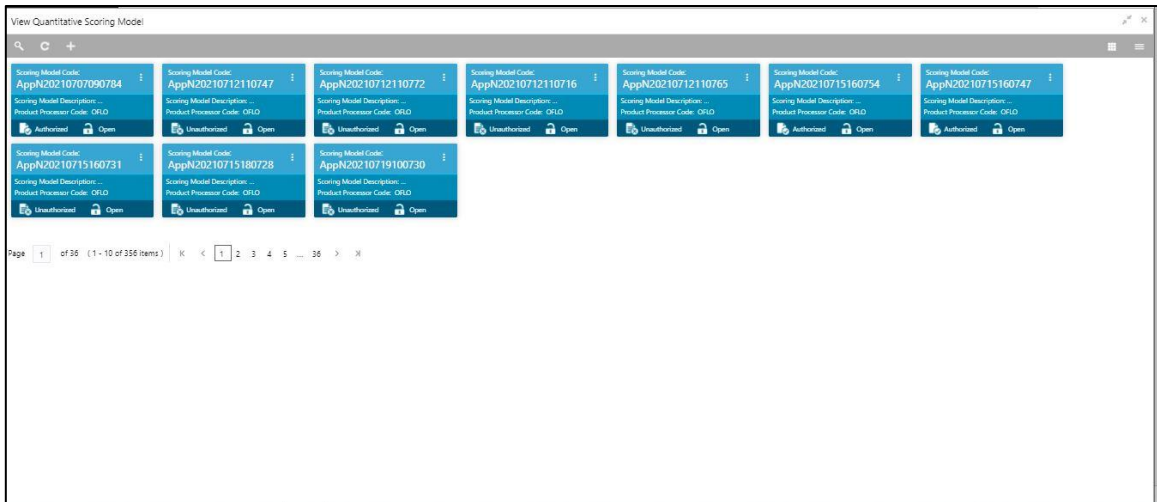 View Quantitative Scoring Model
Scoring Model Code:
AppN20210707090784
Scoring Model Description: ...
Product Processor Code: OFLO
Authorized Open
Scoring Model Code:
AppN20210712110747
Scoring Model Description: ...
Product Processor Code: OFLO
Unauthorized Open
Scoring Model Code:
AppN20210712110772
Scoring Model Description: ...
Product Processor Code: OFLO
Unauthorized Open
Scoring Model Code:
AppN20210712110716
Scoring Model Description: ...
Product Processor Code: OFLO
Unauthorized Open
Scoring Model Code:
AppN20210712110765
Scoring Model Description: ...
Product Processor Code: OFLO
Unauthorized Open
Scoring Model Code:
AppN20210715160754
Scoring Model Description: ...
Product Processor Code: OFLO
Authorized Open
Scoring Model Code:
AppN20210715160747
Scoring Model Description: ...
Product Processor Code: OFLO
Authorized Open
Scoring Model Code:
AppN20210715160731
Scoring Model Description: ...
Product Processor Code: OFLO
Unauthorized Open
Scoring Model Code:
AppN20210715180728
Scoring Model Description: ...
Product Processor Code: OFLO
Unauthorized Open
Scoring Model Code:
AppN20210719100730
Scoring Model Description: ...
Product Processor Code: OFLO
Unauthorized Open
Page 1 of 36 (1 - 10 of 356 items) 1 2 3 4 5 ... 36